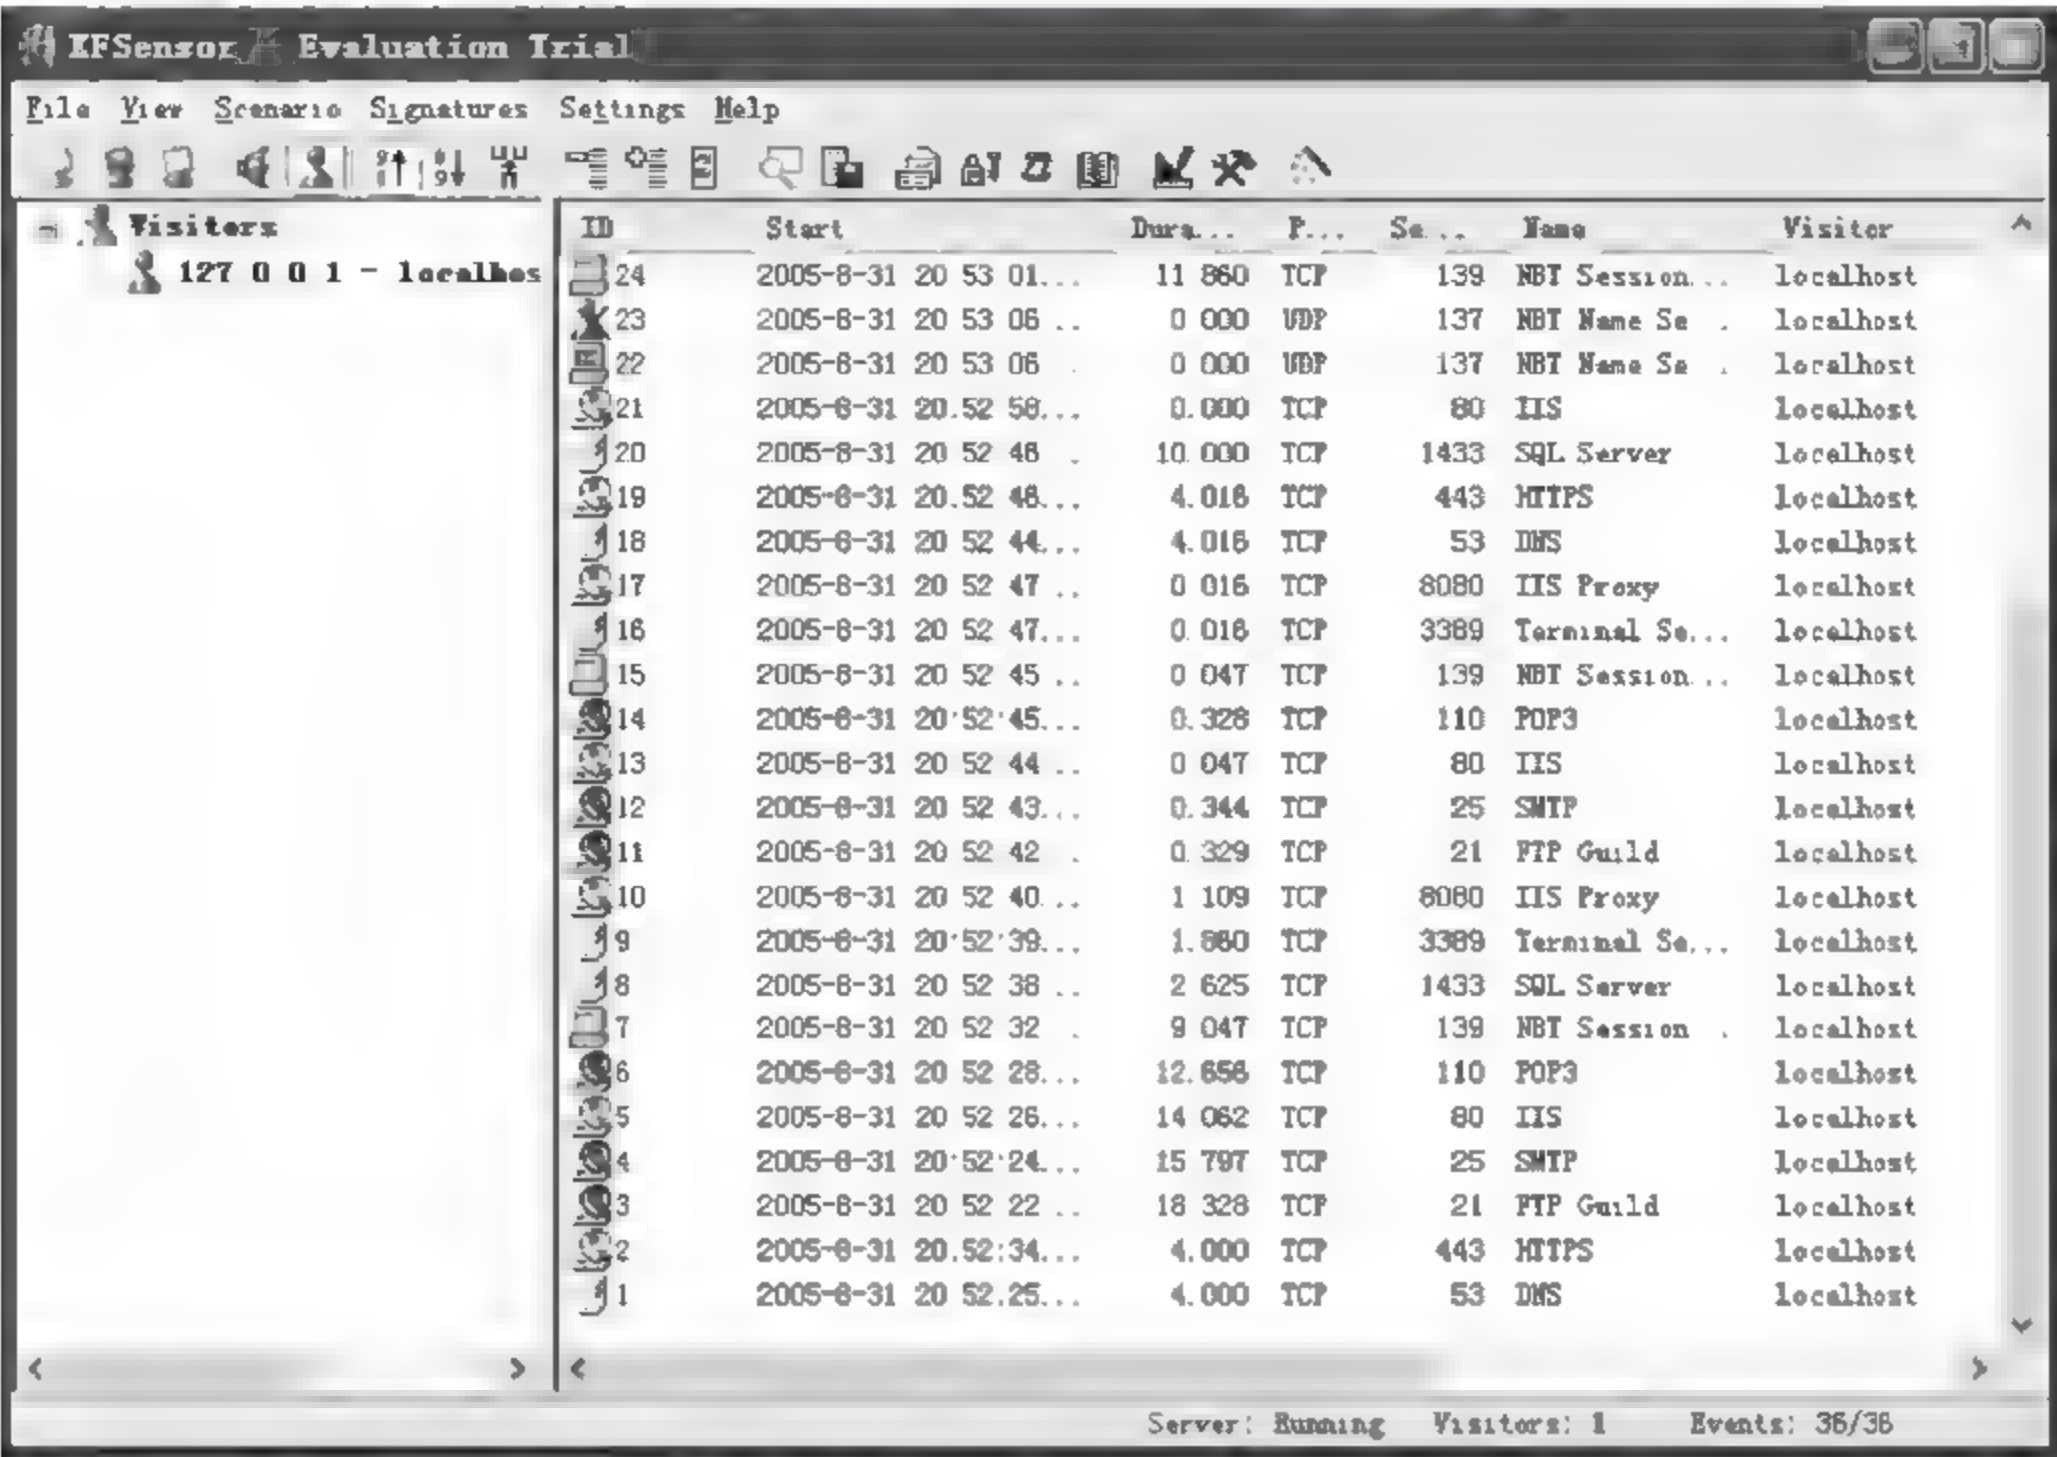 XFSensor - Evaluation Trial
File View Scenario Signatures Settings Help
Visitors
127 0 0 1 - localhos
ID Start Dura... P... Se... Name Visitor
24 2005-8-31 20 53 01... 11 860 TCP 139 NBT Session... localhost
23 2005-8-31 20 53 06 .. 0 000 UDP 137 NBT Name Se . localhost
22 2005-8-31 20 53 06 . 0 000 UDP 137 NBT Name Se . localhost
21 2005-8-31 20.52 58... 0.000 TCP 80 IIS localhost
20 2005-8-31 20 52 48 . 10.000 TCP 1433 SQL Server localhost
19 2005-8-31 20.52 48... 4.016 TCP 443 HTTPS localhost
18 2005-8-31 20 52 44... 4.016 TCP 53 DNS localhost
17 2005-8-31 20 52 47 .. 0 016 TCP 8080 IIS Proxy localhost
16 2005-8-31 20 52 47... 0.016 TCP 3389 Terminal Se... localhost
15 2005-8-31 20 52 45 .. 0 047 TCP 139 NBT Session... localhost
14 2005-8-31 20:52:45... 0.328 TCP 110 POP3 localhost
13 2005-8-31 20 52 44 .. 0 047 TCP 80 IIS localhost
12 2005-8-31 20 52 43... 0.344 TCP 25 SMTP localhost
11 2005-8-31 20 52 42 . 0.329 TCP 21 FTP Guild localhost
10 2005-8-31 20 52 40... 1 109 TCP 8080 IIS Proxy localhost
9 2005-8-31 20:52:39... 1.860 TCP 3389 Terminal Se... localhost
8 2005-8-31 20 52 38 .. 2 625 TCP 1433 SQL Server localhost
7 2005-8-31 20 52 32 . 9 047 TCP 139 NBT Session . localhost
6 2005-8-31 20 52 28... 12.656 TCP 110 POP3 localhost
5 2005-8-31 20 52 26... 14 062 TCP 80 IIS localhost
4 2005-8-31 20:52:24... 15 797 TCP 25 SMTP localhost
3 2005-8-31 20 52 22 .. 18 328 TCP 21 FTP Guild localhost
2 2005-8-31 20.52:34... 4.000 TCP 443 HTTPS localhost
1 2005-8-31 20 52.25... 4.000 TCP 53 DNS localhost
Server: Running Visitors: 1 Events: 36/36